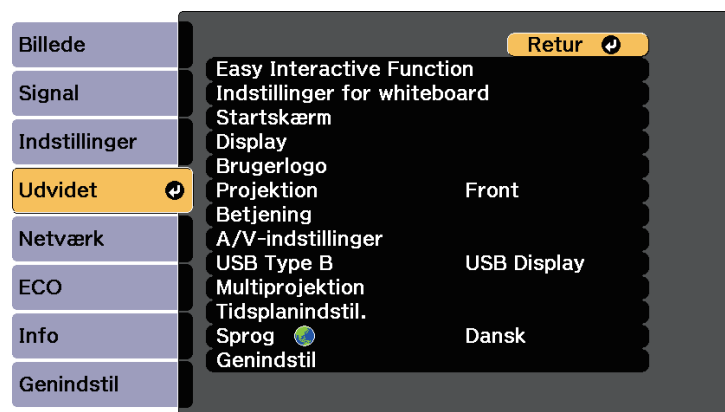 Billede
Signal
Indstillinger
Udvidet
Netværk
ECO
Info
Genindstil
Retur
Easy Interactive Function
Indstillinger for whiteboard
Startskærm
Display
Brugerlogo
Projektion Front
Betjening
A/V-indstillinger
USB Type B USB Display
Multiprojektion
Tidsplanindstil.
Sprog Dansk
Genindstil